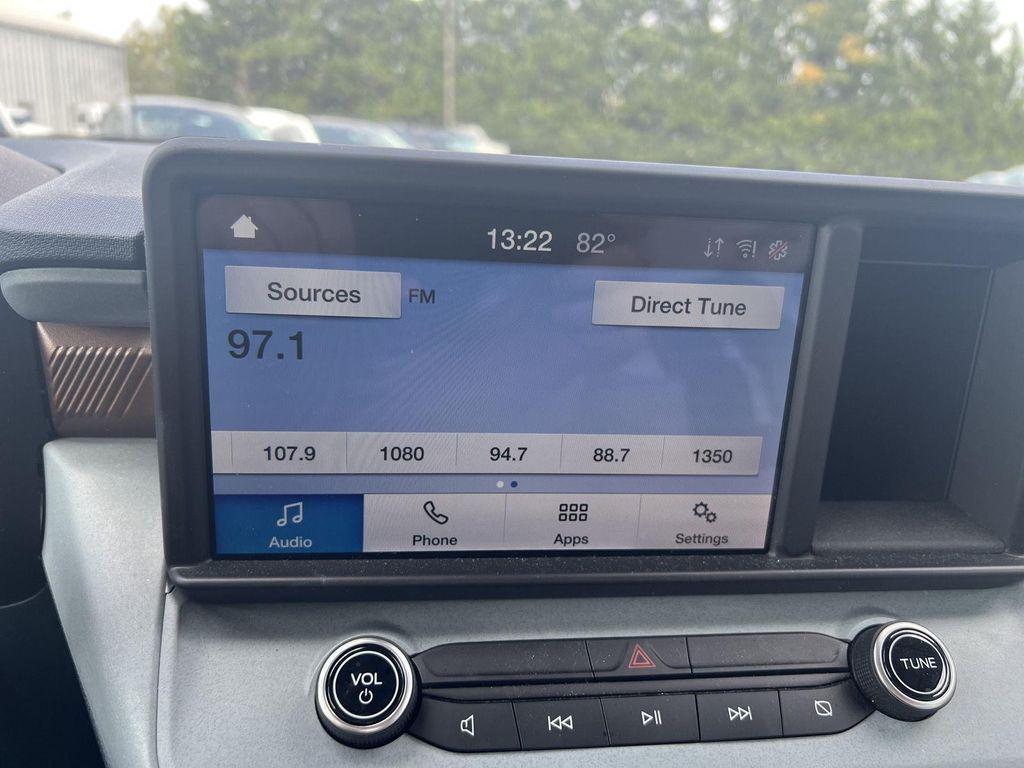 13:22 82°
Sources FM Direct Tune
97.1
107.9 1080 94.7 88.7 1350
Audio Phone Apps Settings
VOL TUNE